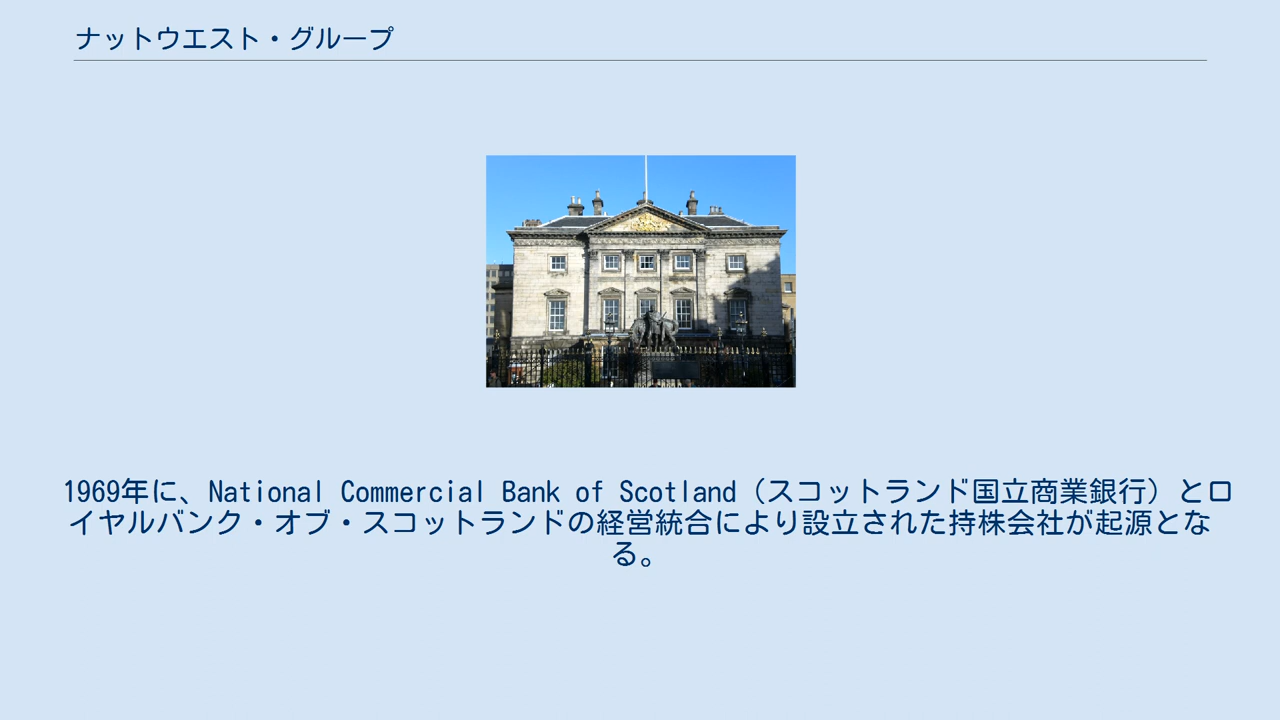 ナットウエスト・グループ
1969年に、National Commercial Bank of Scotland（スコットランド国立商業銀行）とロ
イヤルバンク・オブ・スコットランドの経営統合により設立された持株会社が起源とな
る。